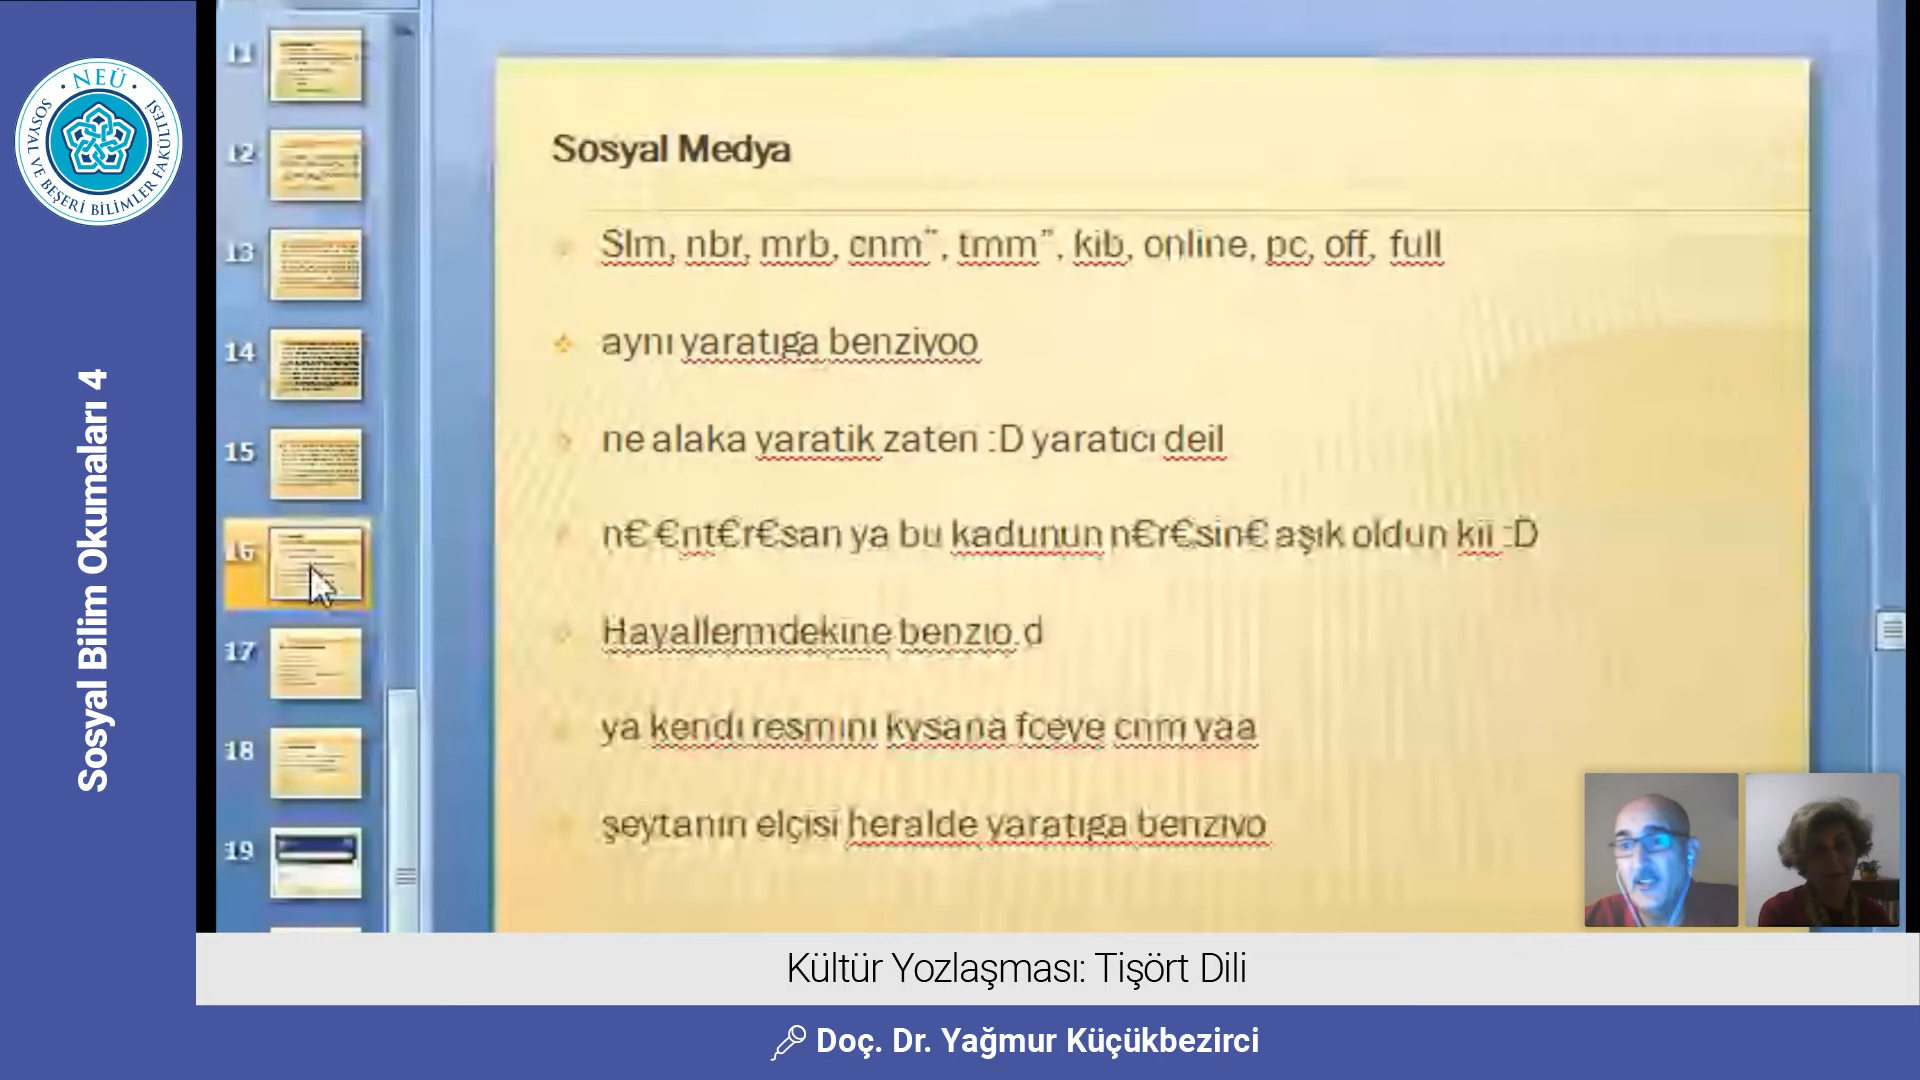 NEÜ
SOSYAL VE BEŞERİ BİLİMLER FAKÜLTESİ
Sosyal Bilim Okumaları 4
11
12
13
14
15
16
17
18
19
Sosyal Medya
Slm, nbr, mrb, cnm¨, tmm¨, kib, online, pc, off, full
aynı yaratıga benziyoo
ne alaka yaratik zaten :D yaratıcı deil
n€ €nt€r€san ya bu kadunun n€r€sin€ aşık oldun kii :D
Hayallerındekıne benzıo.d
ya kendı resmını kysana fceye cnm yaa
şeytanın elçisi heralde yaratıga benziyo
Kültür Yozlaşması: Tişört Dili
Doç. Dr. Yağmur Küçükbezirci